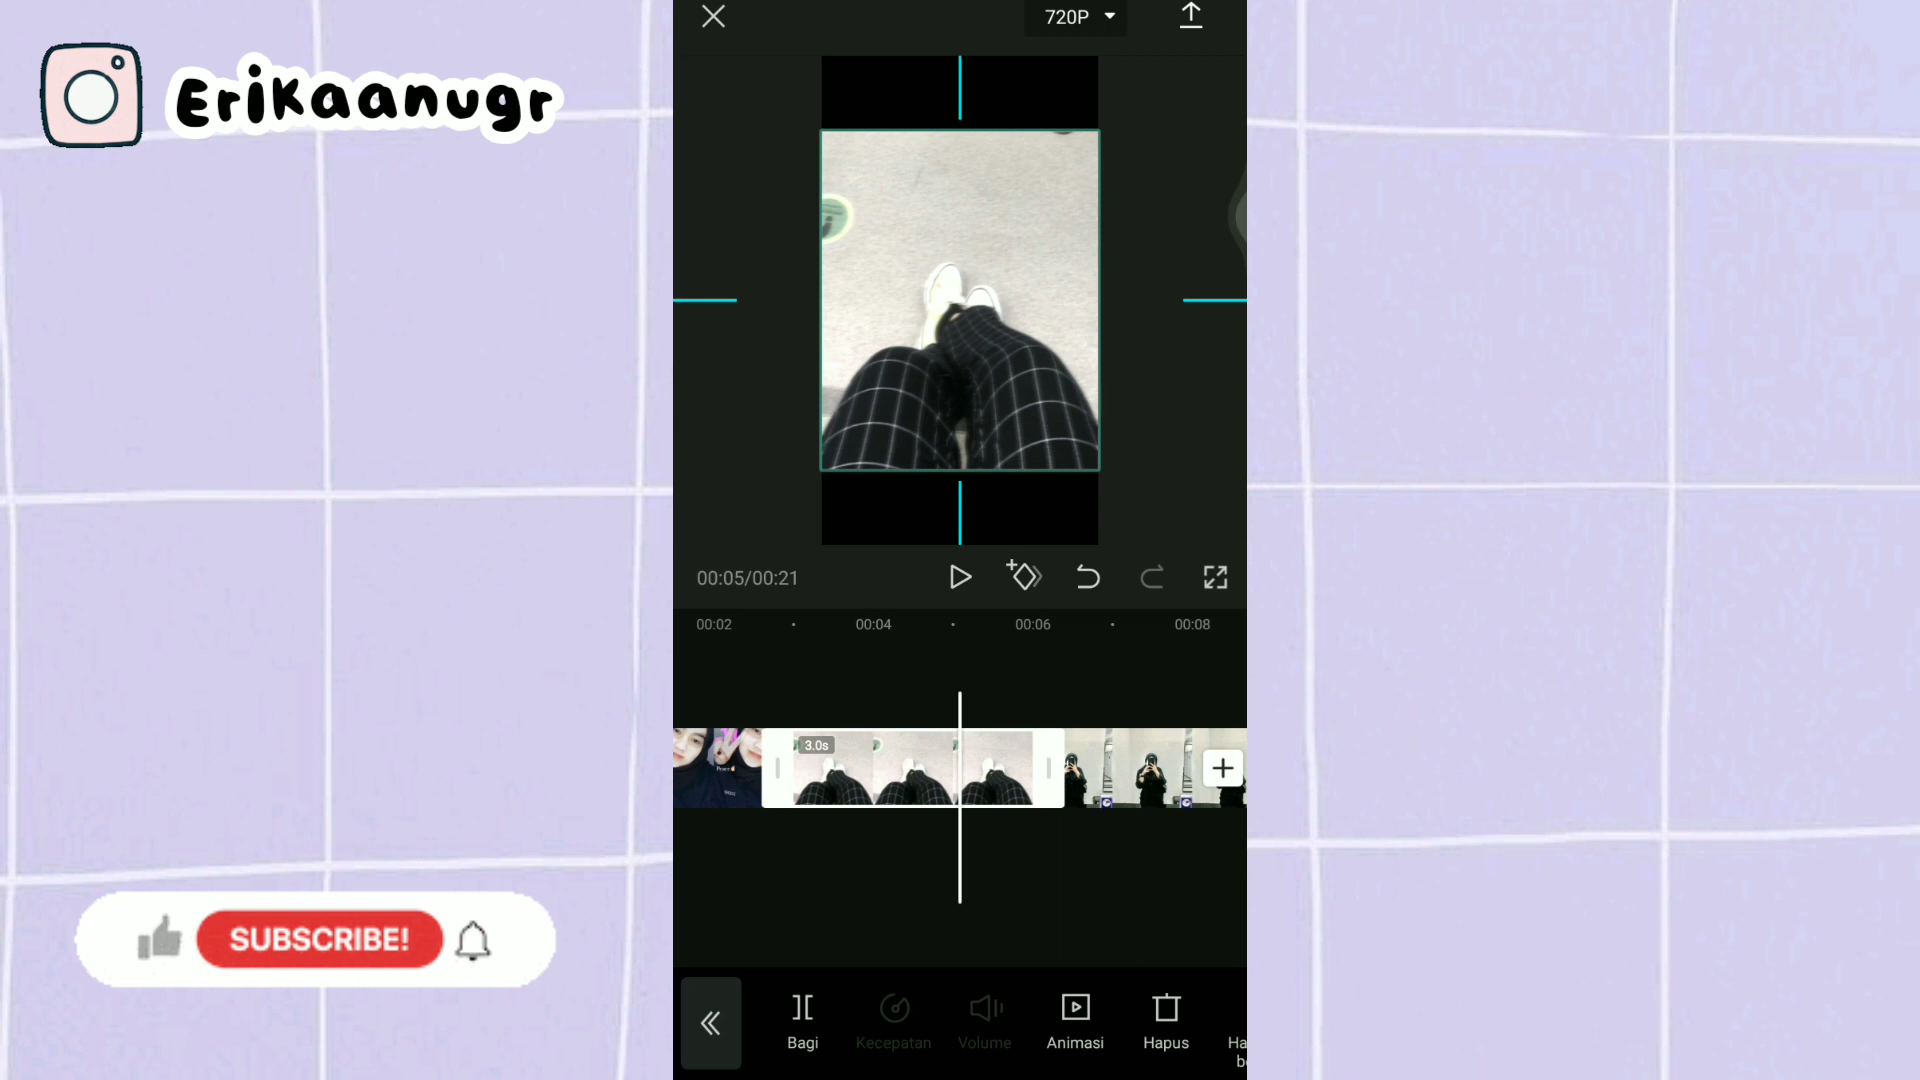 720P
Erikaanugr
00:05/00:21
00:02
00:04
00:06
00:08
3.0s
SUBSCRIBE!
Bagi
Kecepatan
Volume
Animasi
Hapus
Ha
b